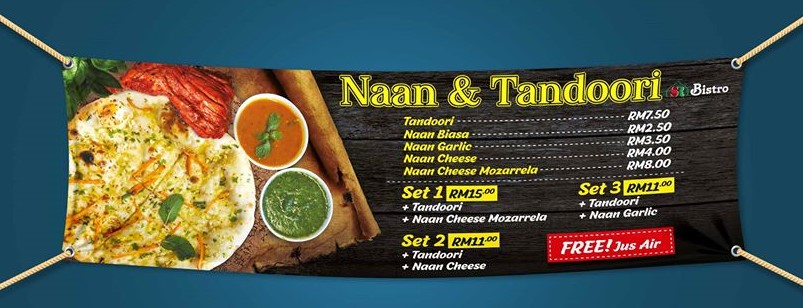 Naan & Tandoori
Bistro
Tandoori RM7.50
Naan Biasa RM2.50
Naan Garlic RM3.50
Naan Cheese RM4.00
Naan Cheese Mozarrela RM8.00
Set 1 RM15.00
+ Tandoori
+ Naan Cheese Mozarrela
Set 2 RM11.00
+ Tandoori
+ Naan Cheese
Set 3 RM11.00
+ Tandoori
+ Naan Garlic
FREE! Jus Air